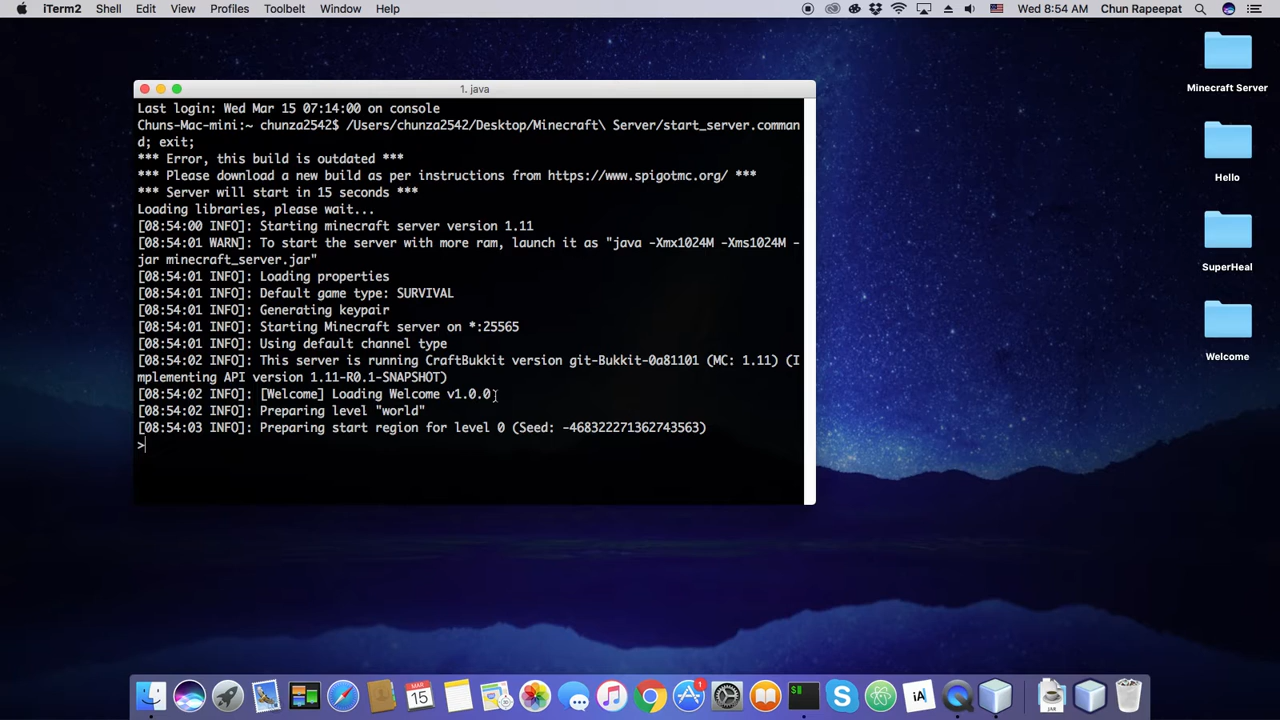 iTerm2 Shell Edit View Profiles Toolbelt Window Help Wed 8:54 AM Chun Rapeepat
1. java
Last login: Wed Mar 15 07:14:00 on console
Chuns-Mac-mini:~ chunza2542$ /Users/chunza2542/Desktop/Minecraft\ Server/start_server.comman
d; exit;
*** Error, this build is outdated ***
*** Please download a new build as per instructions from https://www.spigotmc.org/ ***
*** Server will start in 15 seconds ***
Loading libraries, please wait...
[08:54:00 INFO]: Starting minecraft server version 1.11
[08:54:01 WARN]: To start the server with more ram, launch it as "java -Xmx1024M -Xms1024M -
jar minecraft_server.jar"
[08:54:01 INFO]: Loading properties
[08:54:01 INFO]: Default game type: SURVIVAL
[08:54:01 INFO]: Generating keypair
[08:54:01 INFO]: Starting Minecraft server on *:25565
[08:54:01 INFO]: Using default channel type
[08:54:02 INFO]: This server is running CraftBukkit version git-Bukkit-0a81101 (MC: 1.11) (I
mplementing API version 1.11-R0.1-SNAPSHOT)
[08:54:02 INFO]: [Welcome] Loading Welcome v1.0.0
[08:54:02 INFO]: Preparing level "world"
[08:54:03 INFO]: Preparing start region for level 0 (Seed: -468322271362743563)
>
Minecraft Server
Hello
SuperHeal
Welcome
MAR
15
1
$
iA
JAR